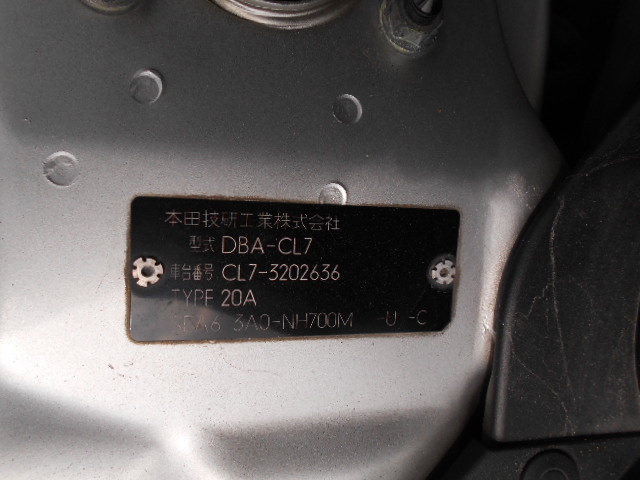 本田技研工業株式会社
型式 DBA-CL7
車台番号 CL7-3202636
TYPE 20A
3A0-NH700M -U -C